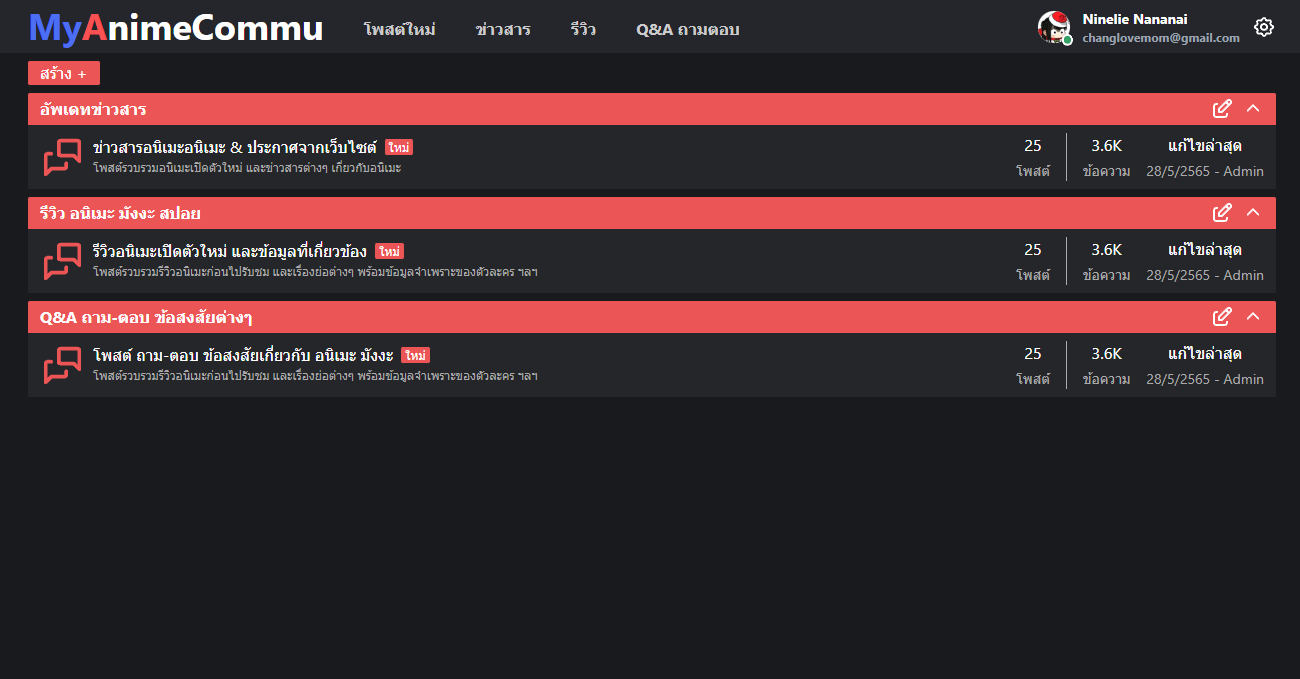 MyAnimeCommu โพสต์ใหม่ ข่าวสาร รีวิว Q&A ถามตอบ Ninelie Nananai
changlovemom@gmail.com
สร้าง +
อัพเดทข่าวสาร
ข่าวสารอนิเมะอนิเมะ & ประกาศจากเว็บไซต์ ใหม่ 25 3.6K แก้ไขล่าสุด
โพสต์รวบรวมอนิเมะเปิดตัวใหม่ และข่าวสารต่างๆ เกี่ยวกับอนิเมะ โพสต์ ข้อความ 28/5/2565 - Admin
รีวิว อนิเมะ มังงะ สปอย
รีวิวอนิเมะเปิดตัวใหม่ และข้อมูลที่เกี่ยวข้อง ใหม่ 25 3.6K แก้ไขล่าสุด
โพสต์รวบรวมรีวิวอนิเมะก่อนไปรับชม และเรื่องย่อต่างๆ พร้อมข้อมูลจำเพราะของตัวละคร ฯลฯ โพสต์ ข้อความ 28/5/2565 - Admin
Q&A ถาม-ตอบ ข้อสงสัยต่างๆ
โพสต์ ถาม-ตอบ ข้อสงสัยเกี่ยวกับ อนิเมะ มังงะ ใหม่ 25 3.6K แก้ไขล่าสุด
โพสต์รวบรวมรีวิวอนิเมะก่อนไปรับชม และเรื่องย่อต่างๆ พร้อมข้อมูลจำเพราะของตัวละคร ฯลฯ โพสต์ ข้อความ 28/5/2565 - Admin